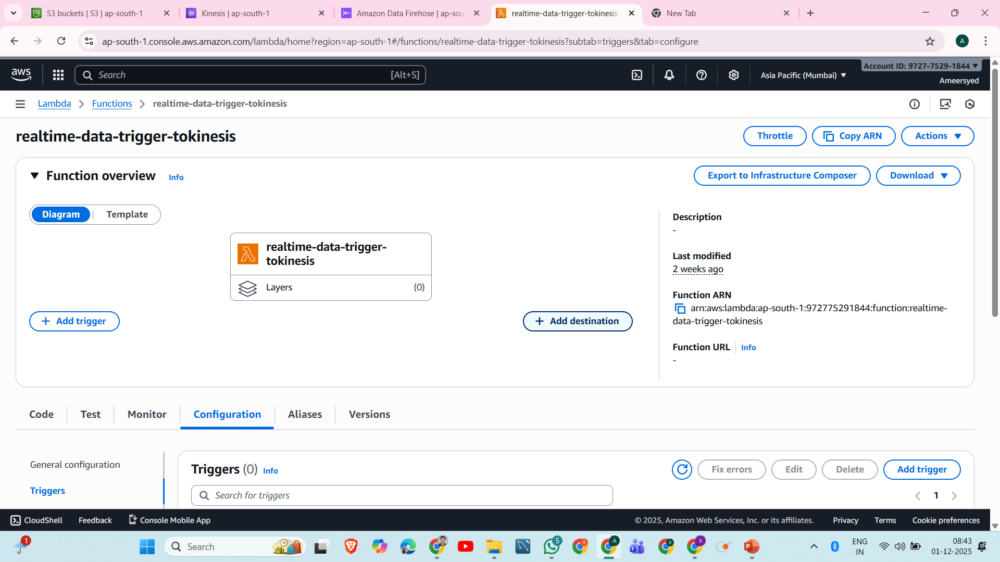 S3 buckets | S3 | ap-south-1
Kinesis | ap-south-1
Amazon Data Firehose | ap-sou
realtime-data-trigger-tokinesis
New Tab
ap-south-1.console.aws.amazon.com/lambda/home?region=ap-south-1#/functions/realtime-data-trigger-tokinesis?subtab=triggers&tab=configure
A
aws
Search
[Alt+S]
Asia Pacific (Mumbai)
Account ID: 9727-7529-1844
Ameersyed
Lambda
Functions
realtime-data-trigger-tokinesis
realtime-data-trigger-tokinesis
Throttle
Copy ARN
Actions
Function overview
Info
Export to Infrastructure Composer
Download
Diagram
Template
realtime-data-trigger-
tokinesis
Layers
(0)
Add trigger
Add destination
Description
-
Last modified
2 weeks ago
Function ARN
arn:aws:lambda:ap-south-1:972775291844:function:realtime-
data-trigger-tokinesis
Function URL
Info
-
Code
Test
Monitor
Configuration
Aliases
Versions
General configuration
Triggers
Triggers (0) Info
Fix errors
Edit
Delete
Add trigger
Search for triggers
1
CloudShell
Feedback
Console Mobile App
© 2025, Amazon Web Services, Inc. or its affiliates.
Privacy
Terms
Cookie preferences
1
Search
5
S
A
S
S
ENG
IN
08:43
01-12-2025